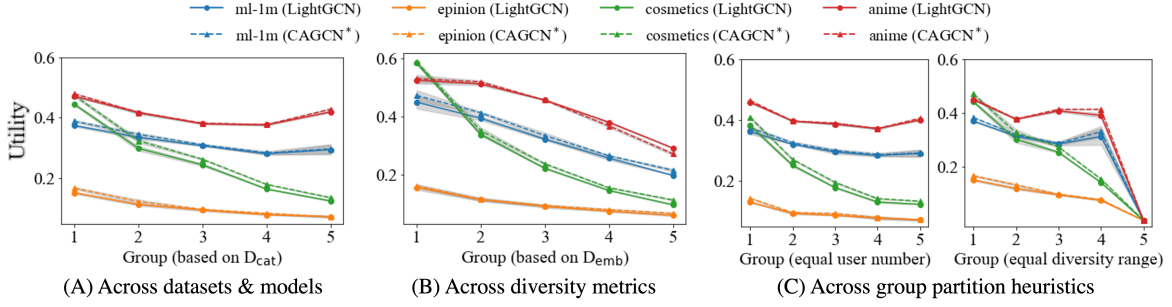 ml-1m (LightGCN) epinion (LightGCN) cosmetics (LightGCN) anime (LightGCN)
ml-1m (CAGCN*) epinion (CAGCN*) cosmetics (CAGCN*) anime (CAGCN*)
Utility
0.6
0.4
0.2
1 2 3 4 5
Group (based on Dcat)
(A) Across datasets & models
0.6
0.4
0.2
1 2 3 4 5
Group (based on Demb)
(B) Across diversity metrics
0.6
0.4
0.2
1 2 3 4 5
Group (equal user number)
0.6
0.4
0.2
0.0
1 2 3 4 5
Group (equal diversity range)
(C) Across group partition heuristics